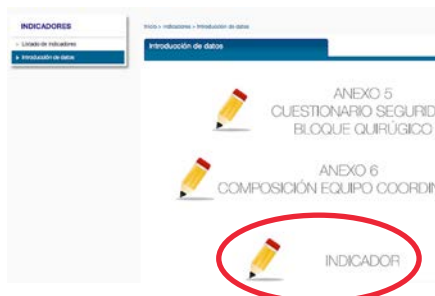 INDICADORES
Listado de indicadores
Introducción de datos
Inicio > Indicadores > Introducción de datos
Introducción de datos
ANEXO 5
CUESTIONARIO SEGURID
BLOQUE QUIRÚGICO
ANEXO 6
COMPOSICIÓN EQUIPO COORDIN
INDICADOR